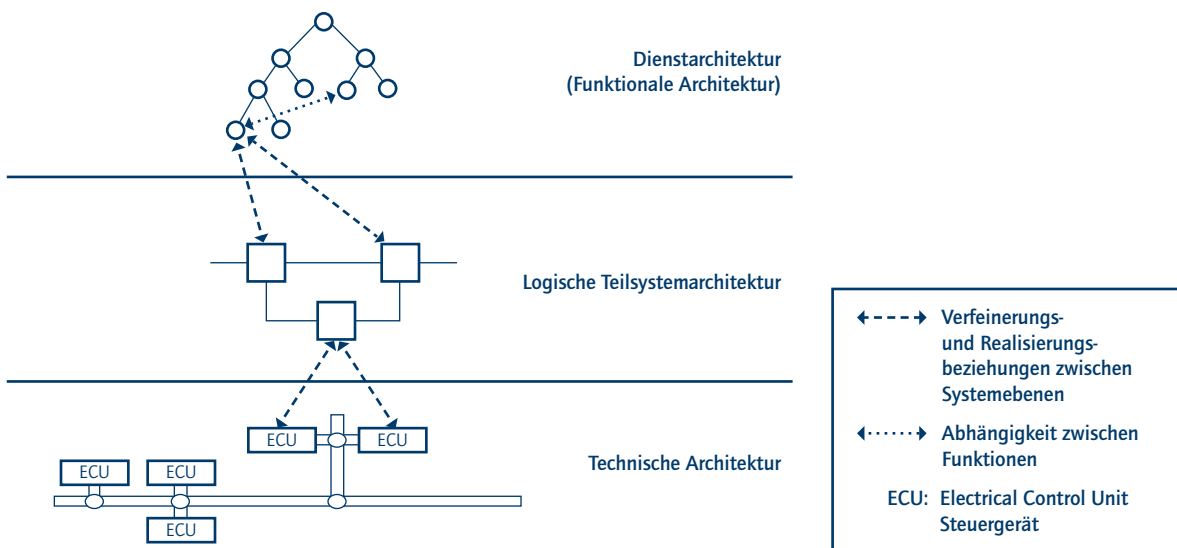 Dienstarchitektur
(Funktionale Architektur)
Logische Teilsystemarchitektur
ECU
ECU
Technische Architektur
ECU
ECU
ECU
Verfeinerungs-
und Realisierungs-
beziehungen zwischen
Systemebenen
Abhängigkeit zwischen
Funktionen
ECU: Electrical Control Unit
Steuergerät